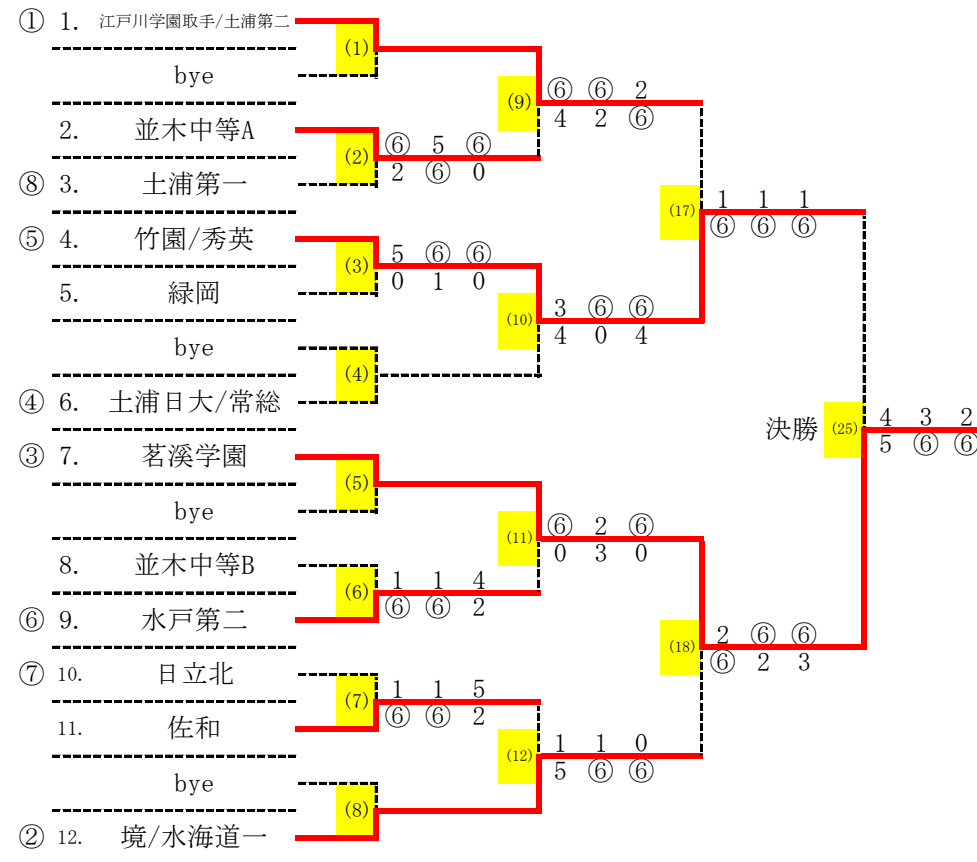 ① 1. 江戸川学園取手/土浦第二
(1)
bye
(9) ⑥ ⑥ 2
4 2 ⑥
2. 並木中等A
(2) ⑥ 5 ⑥
2 ⑥ 0
⑧ 3. 土浦第一
(17) 1 1 1
⑥ ⑥ ⑥
⑤ 4. 竹園/秀英
(3) 5 ⑥ ⑥
0 1 0
5. 緑岡
(10) 3 ⑥ ⑥
4 0 4
bye
(4)
④ 6. 土浦日大/常総
決勝 (25) 4 3 2
5 ⑥ ⑥
③ 7. 茗溪学園
(5)
bye
(11) ⑥ 2 ⑥
0 3 0
8. 並木中等B
(6) 1 1 4
⑥ ⑥ 2
⑥ 9. 水戸第二
(18) 2 ⑥ ⑥
⑥ 2 3
⑦ 10. 日立北
(7) 1 1 5
⑥ ⑥ 2
11. 佐和
(12) 1 1 0
5 ⑥ ⑥
bye
(8)
② 12. 境/水海道一